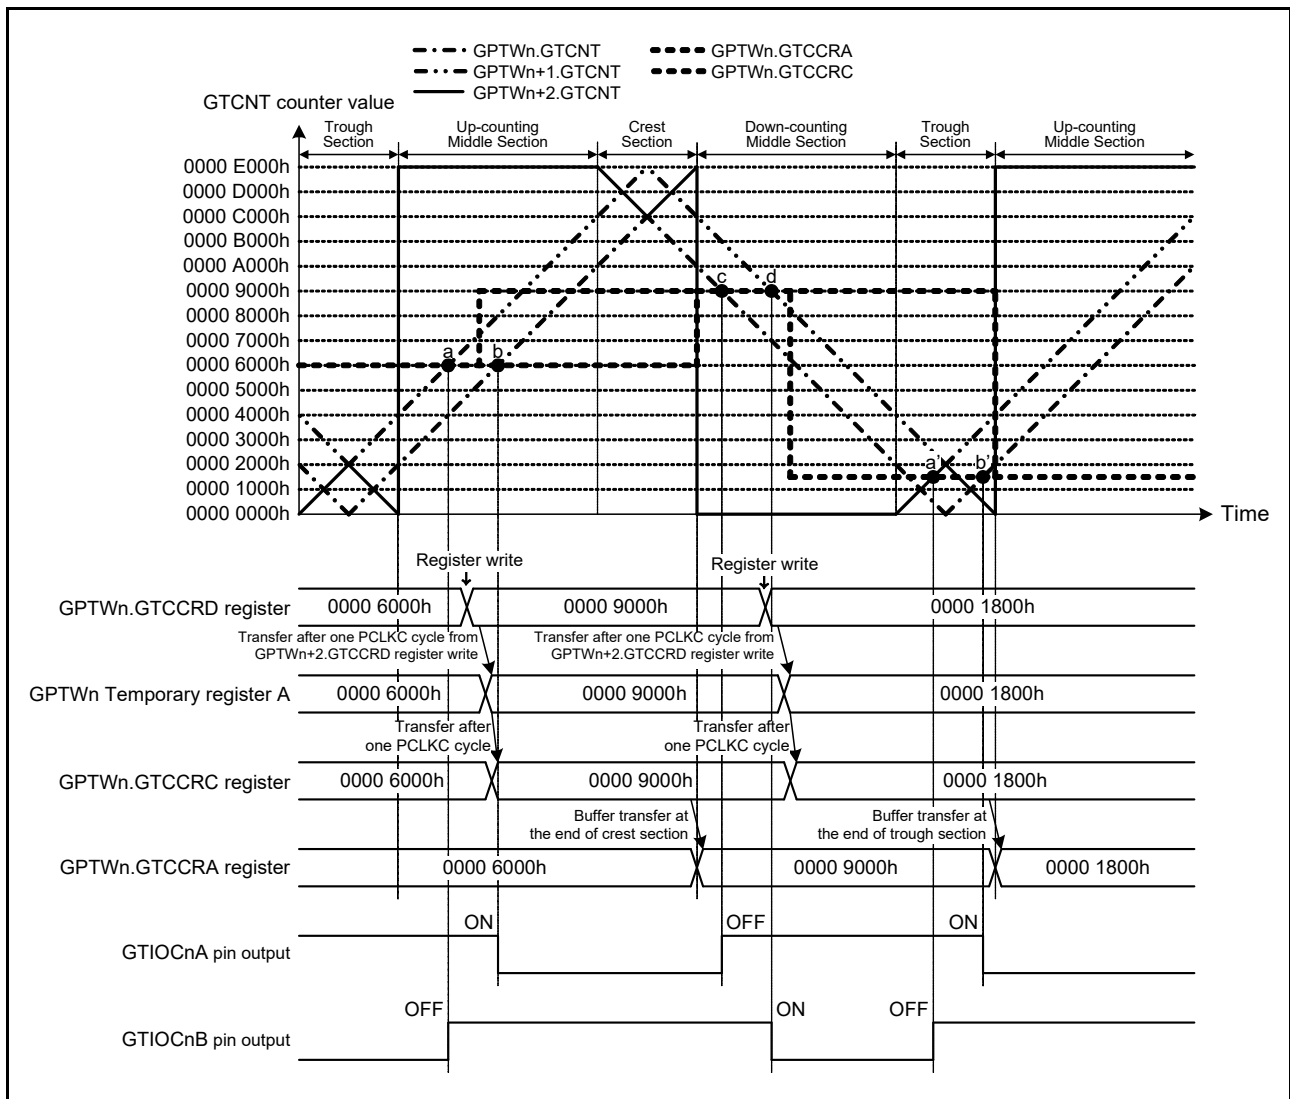 GPTWn.GTCNT
GPTWn.GTCCRA
GPTWn+1.GTCNT
GPTWn.GTCCRC
GPTWn+2.GTCNT
GTCNT counter value
Trough
Section
Up-counting
Middle Section
Crest
Section
Down-counting
Middle Section
Trough
Section
Up-counting
Middle Section
0000 E000h
0000 D000h
0000 C000h
0000 B000h
0000 A000h
0000 9000h
0000 8000h
0000 7000h
0000 6000h
0000 5000h
0000 4000h
0000 3000h
0000 2000h
0000 1000h
0000 0000h
a
b
c
d
a'
b'
Time
Register write
Register write
GPTWn.GTCCRD register
0000 6000h
0000 9000h
0000 1800h
Transfer after one PCLKC cycle from
GPTWn+2.GTCCRD register write
Transfer after one PCLKC cycle from
GPTWn+2.GTCCRD register write
GPTWn Temporary register A
0000 6000h
0000 9000h
0000 1800h
Transfer after
one PCLKC cycle
Transfer after
one PCLKC cycle
GPTWn.GTCCRC register
0000 6000h
0000 9000h
0000 1800h
Buffer transfer at
the end of crest section
Buffer transfer at
the end of trough section
GPTWn.GTCCRA register
0000 6000h
0000 9000h
0000 1800h
ON
OFF
ON
GTIOCnA pin output
OFF
ON
OFF
GTIOCnB pin output